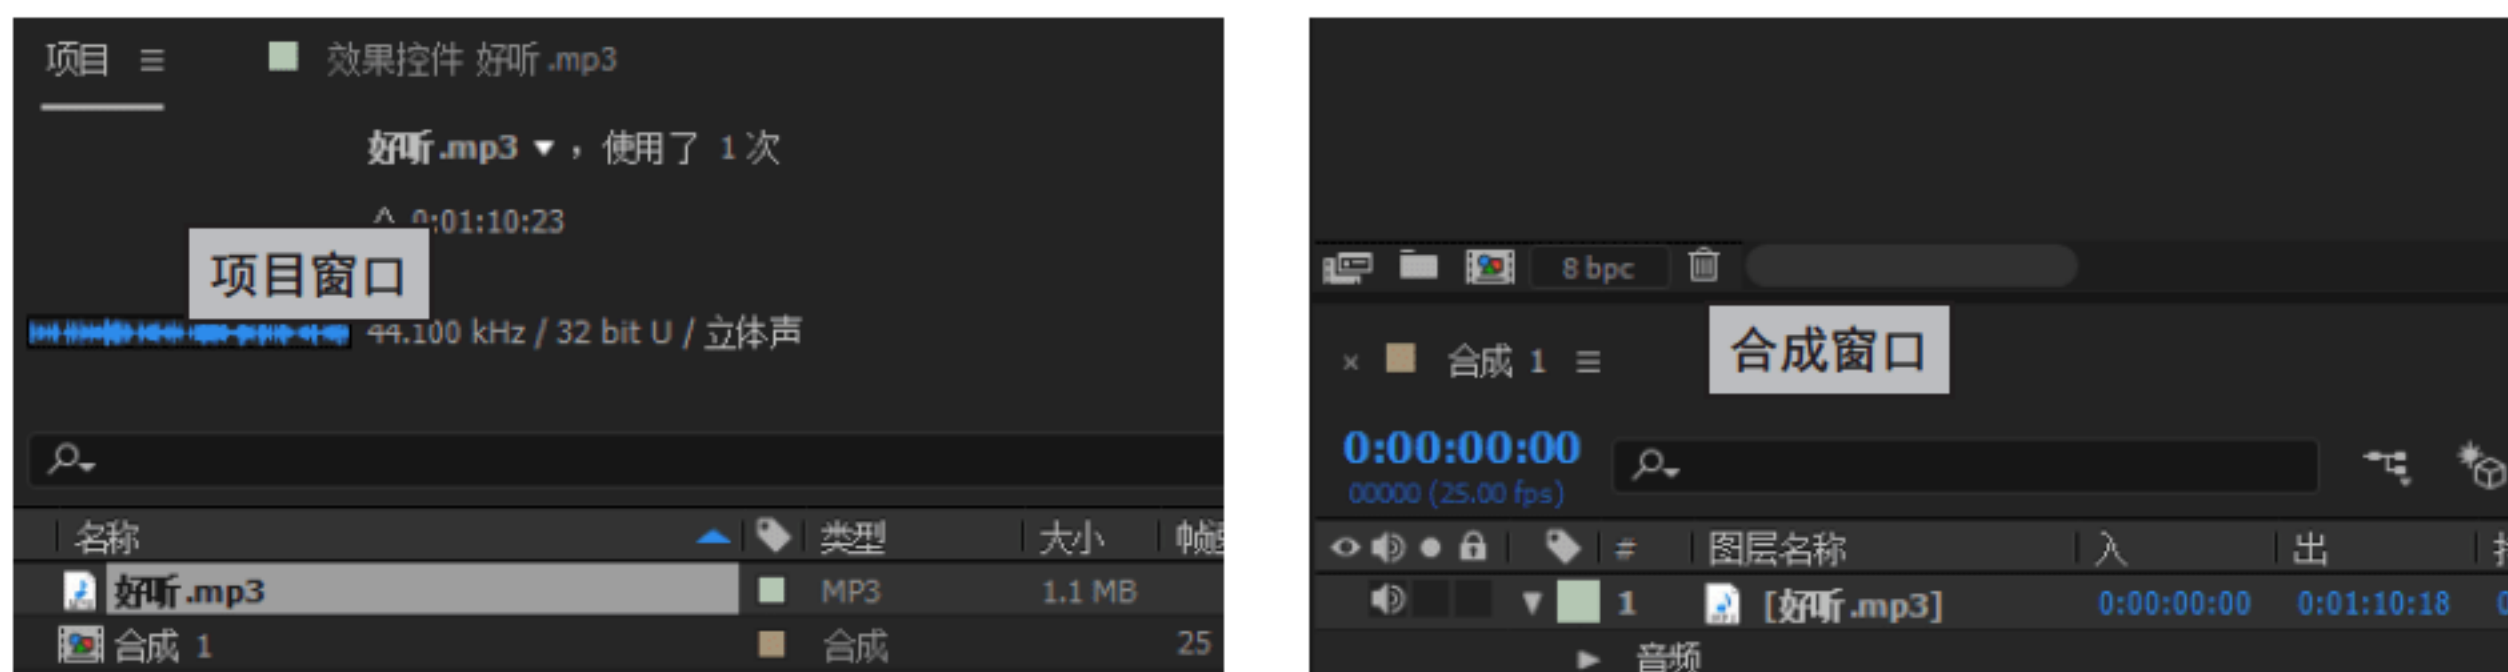 项目 效果控件 好听.mp3
好听.mp3 , 使用了 1 次
0:01:10:23
项目窗口
44.100 kHz / 32 bit U / 立体声
名称 类型 大小
好听.mp3 MP3 1.1 MB
合成 1 合成 25
8 bpc
合成 1 合成窗口
0:00:00:00
00000 (25.00 fps)
# 图层名称 入 出
1 [好听.mp3] 0:00:00:00 0:01:10:18
音频